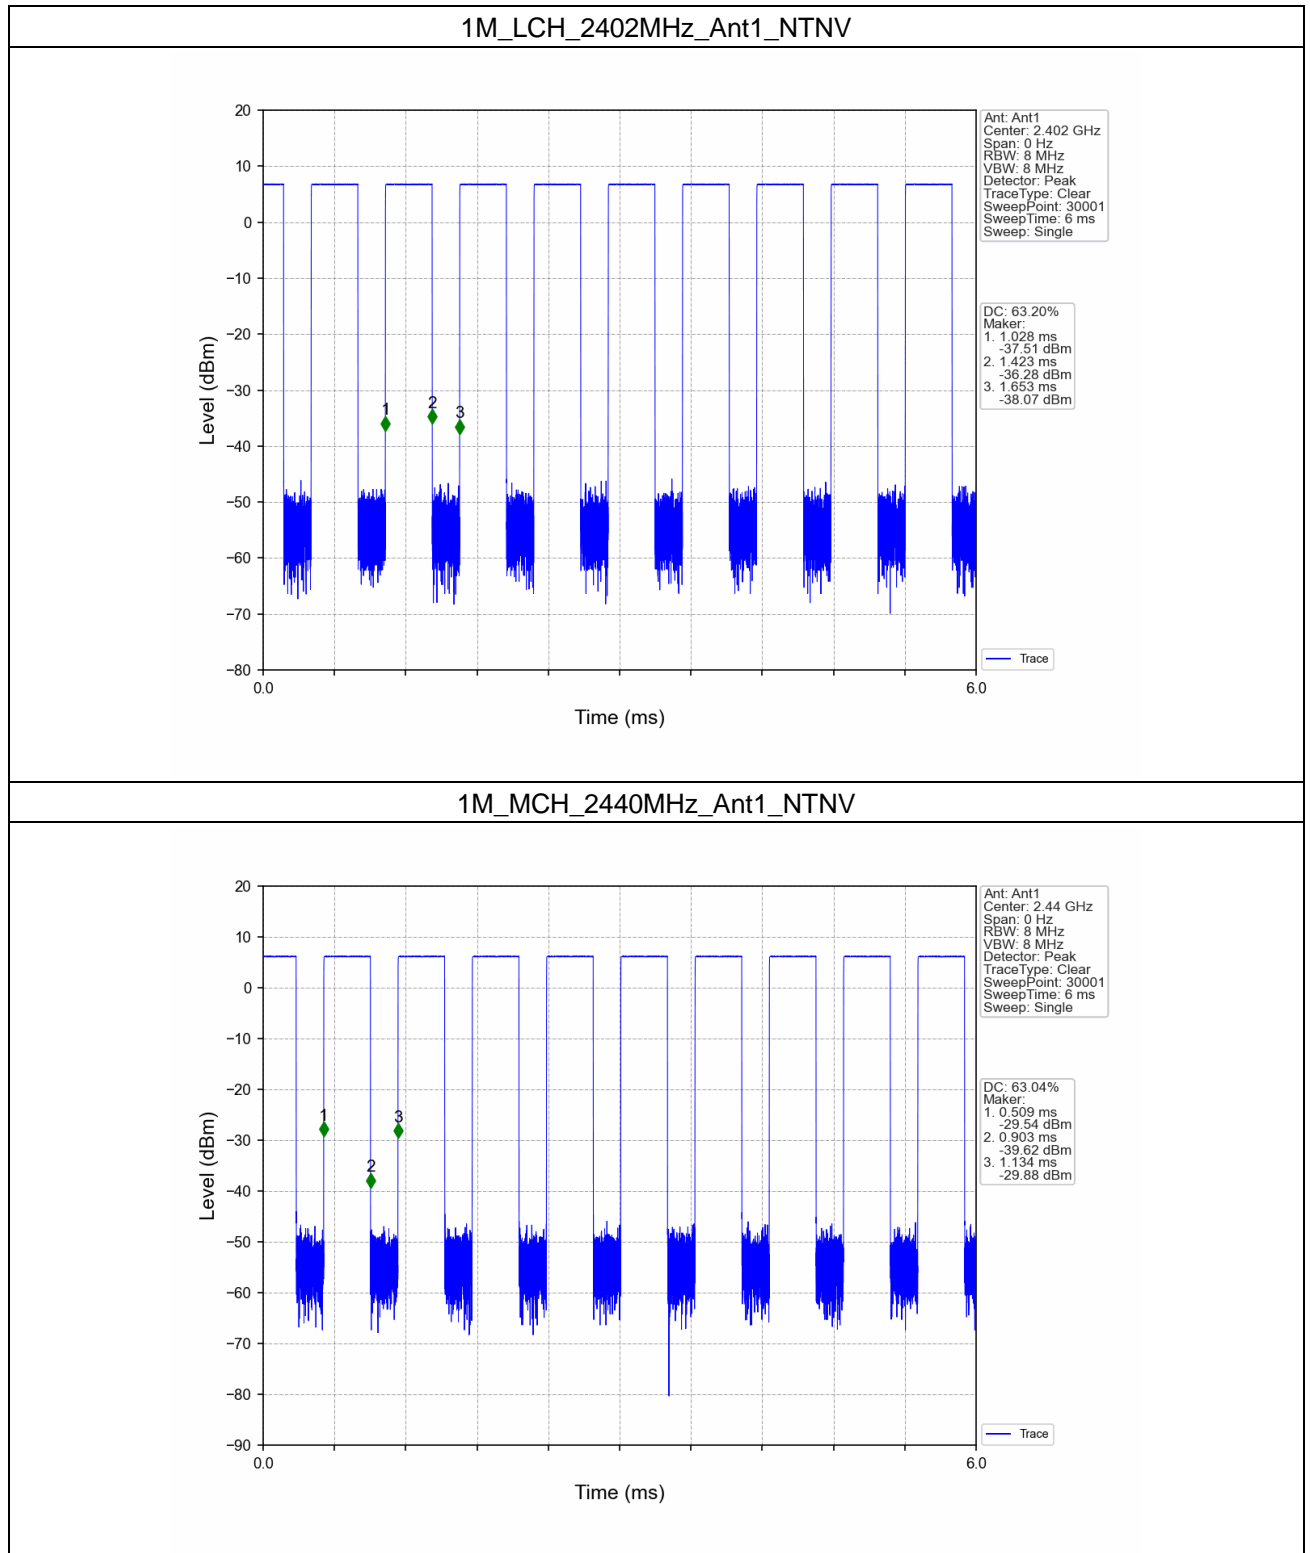 1M_LCH_2402MHz_Ant1_NTNV
20
10
0
−10
−20
−30
−40
−50
−60
−70
−80
Level (dBm)
1
2
3
0.0
6.0
Time (ms)
Ant: Ant1
Center: 2.402 GHz
Span: 0 Hz
RBW: 8 MHz
VBW: 8 MHz
Detector: Peak
TraceType: Clear
SweepPoint: 30001
SweepTime: 6 ms
Sweep: Single
DC: 63.20%
Maker:
1. 1.028 ms
-37.51 dBm
2. 1.423 ms
-36.28 dBm
3. 1.653 ms
-38.07 dBm
Trace
1M_MCH_2440MHz_Ant1_NTNV
20
10
0
−10
−20
−30
−40
−50
−60
−70
−80
−90
Level (dBm)
1
2
3
0.0
6.0
Time (ms)
Ant: Ant1
Center: 2.44 GHz
Span: 0 Hz
RBW: 8 MHz
VBW: 8 MHz
Detector: Peak
TraceType: Clear
SweepPoint: 30001
SweepTime: 6 ms
Sweep: Single
DC: 63.04%
Maker:
1. 0.509 ms
-29.54 dBm
2. 0.903 ms
-39.62 dBm
3. 1.134 ms
-29.88 dBm
Trace